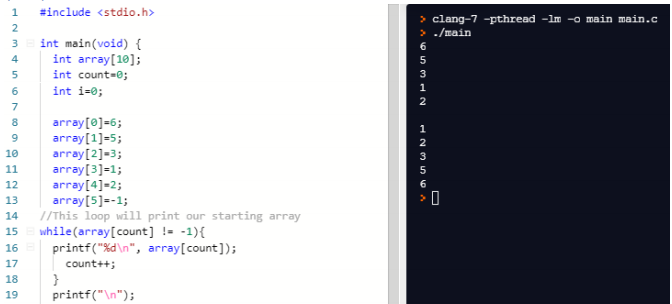 1 #include <stdio.h>
2
3 int main(void) {
4 int array[10];
5 int count=0;
6 int i=0;
7
8 array[0]=6;
9 array[1]=5;
10 array[2]=3;
11 array[3]=1;
12 array[4]=2;
13 array[5]=-1;
14 //This loop will print our starting array
15 while(array[count] != -1){
16 printf("%d\n", array[count]);
17 count++;
18 }
19 printf("\n");
> clang-7 -pthread -lm -o main main.c
> ./main
6
5
3
1
2

1
2
3
5
6
>